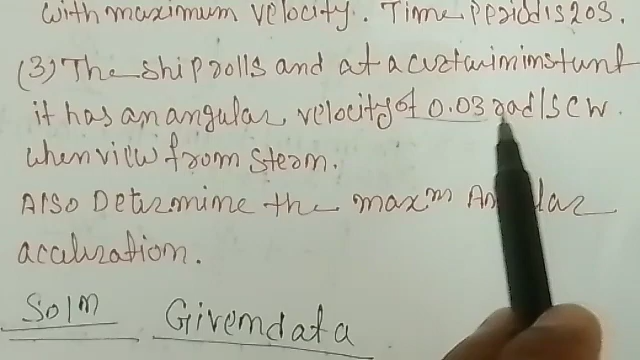 with maximum velocity. Time Period is 20s.
(3) The ship rolls and at a certain instant
it has an angular velocity of 0.03 rad/s CW
when view from stern.
Also Determine the maxm Angular
acceleration.
Soln Given data